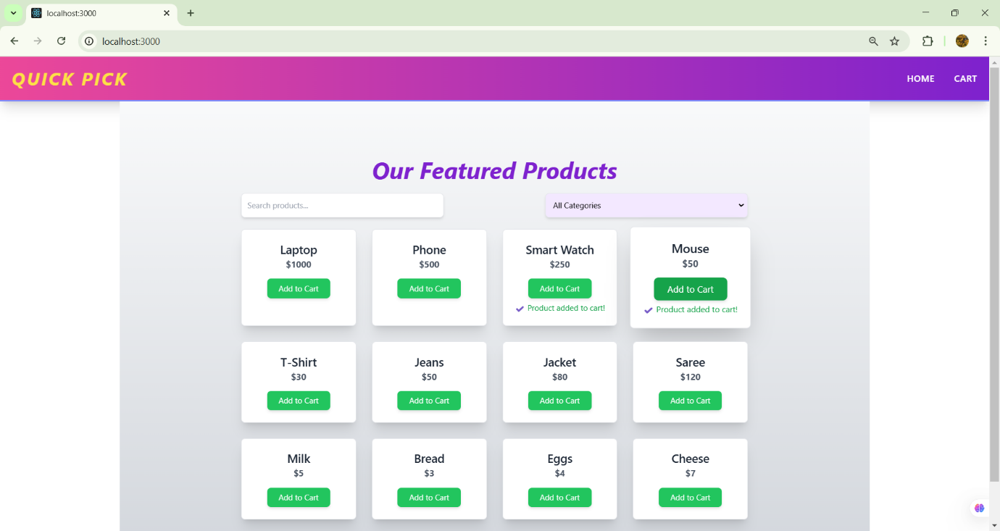 localhost:3000
localhost:3000
QUICK PICK
HOME
CART
Our Featured Products
Search products...
All Categories
Laptop
$1000
Add to Cart
Phone
$500
Add to Cart
Smart Watch
$250
Add to Cart
Product added to cart!
Mouse
$50
Add to Cart
Product added to cart!
T-Shirt
$30
Add to Cart
Jeans
$50
Add to Cart
Jacket
$80
Add to Cart
Saree
$120
Add to Cart
Milk
$5
Add to Cart
Bread
$3
Add to Cart
Eggs
$4
Add to Cart
Cheese
$7
Add to Cart